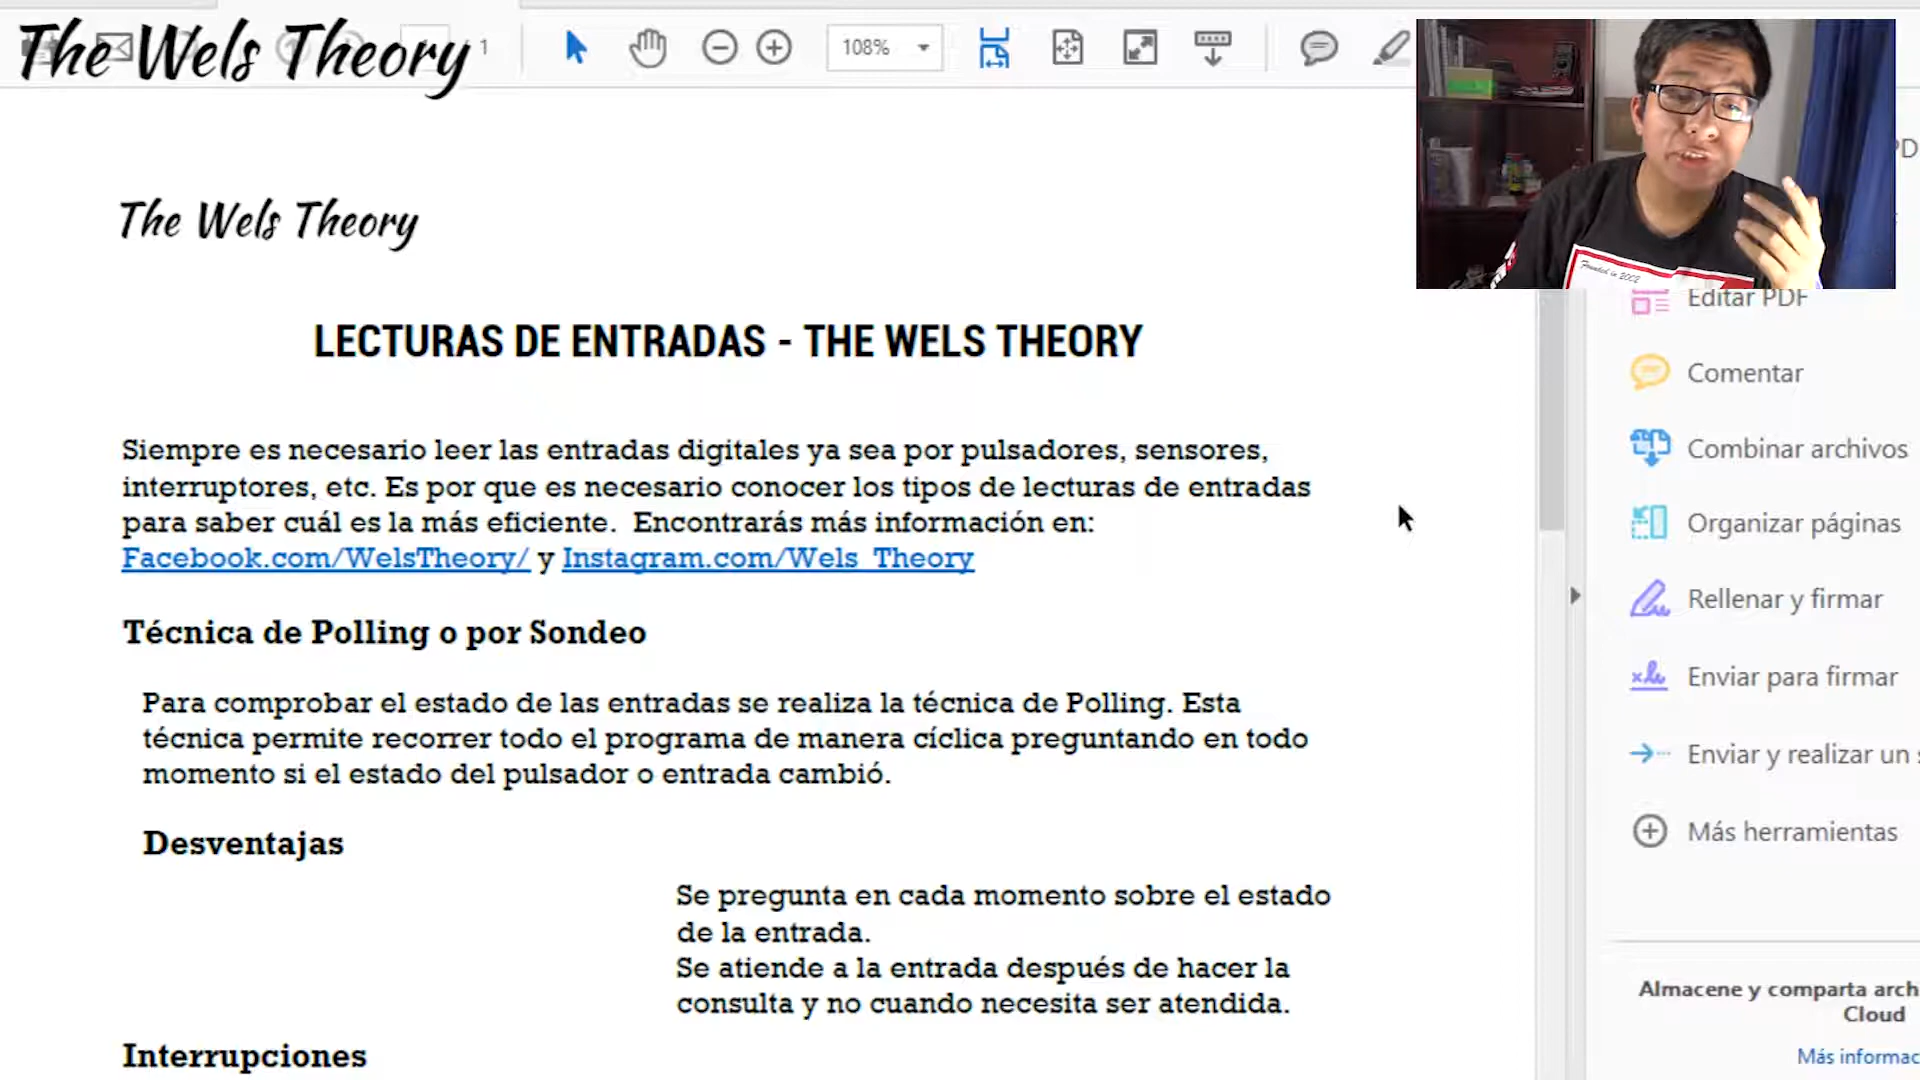 The Wels Theory
1
108%
Founded in 2002
The Wels Theory
LECTURAS DE ENTRADAS - THE WELS THEORY
Siempre es necesario leer las entradas digitales ya sea por pulsadores, sensores,
interruptores, etc. Es por que es necesario conocer los tipos de lecturas de entradas
para saber cuál es la más eficiente. Encontrarás más información en:
Facebook.com/WelsTheory/ y Instagram.com/Wels_Theory
Técnica de Polling o por Sondeo
Para comprobar el estado de las entradas se realiza la técnica de Polling. Esta
técnica permite recorrer todo el programa de manera cíclica preguntando en todo
momento si el estado del pulsador o entrada cambió.
Desventajas
Se pregunta en cada momento sobre el estado
de la entrada.
Se atiende a la entrada después de hacer la
consulta y no cuando necesita ser atendida.
Interrupciones
Editar PDF
Comentar
Combinar archivos
Organizar páginas
Rellenar y firmar
Enviar para firmar
Enviar y realizar un s
Más herramientas
Almacene y comparta arch
Cloud
Más informac